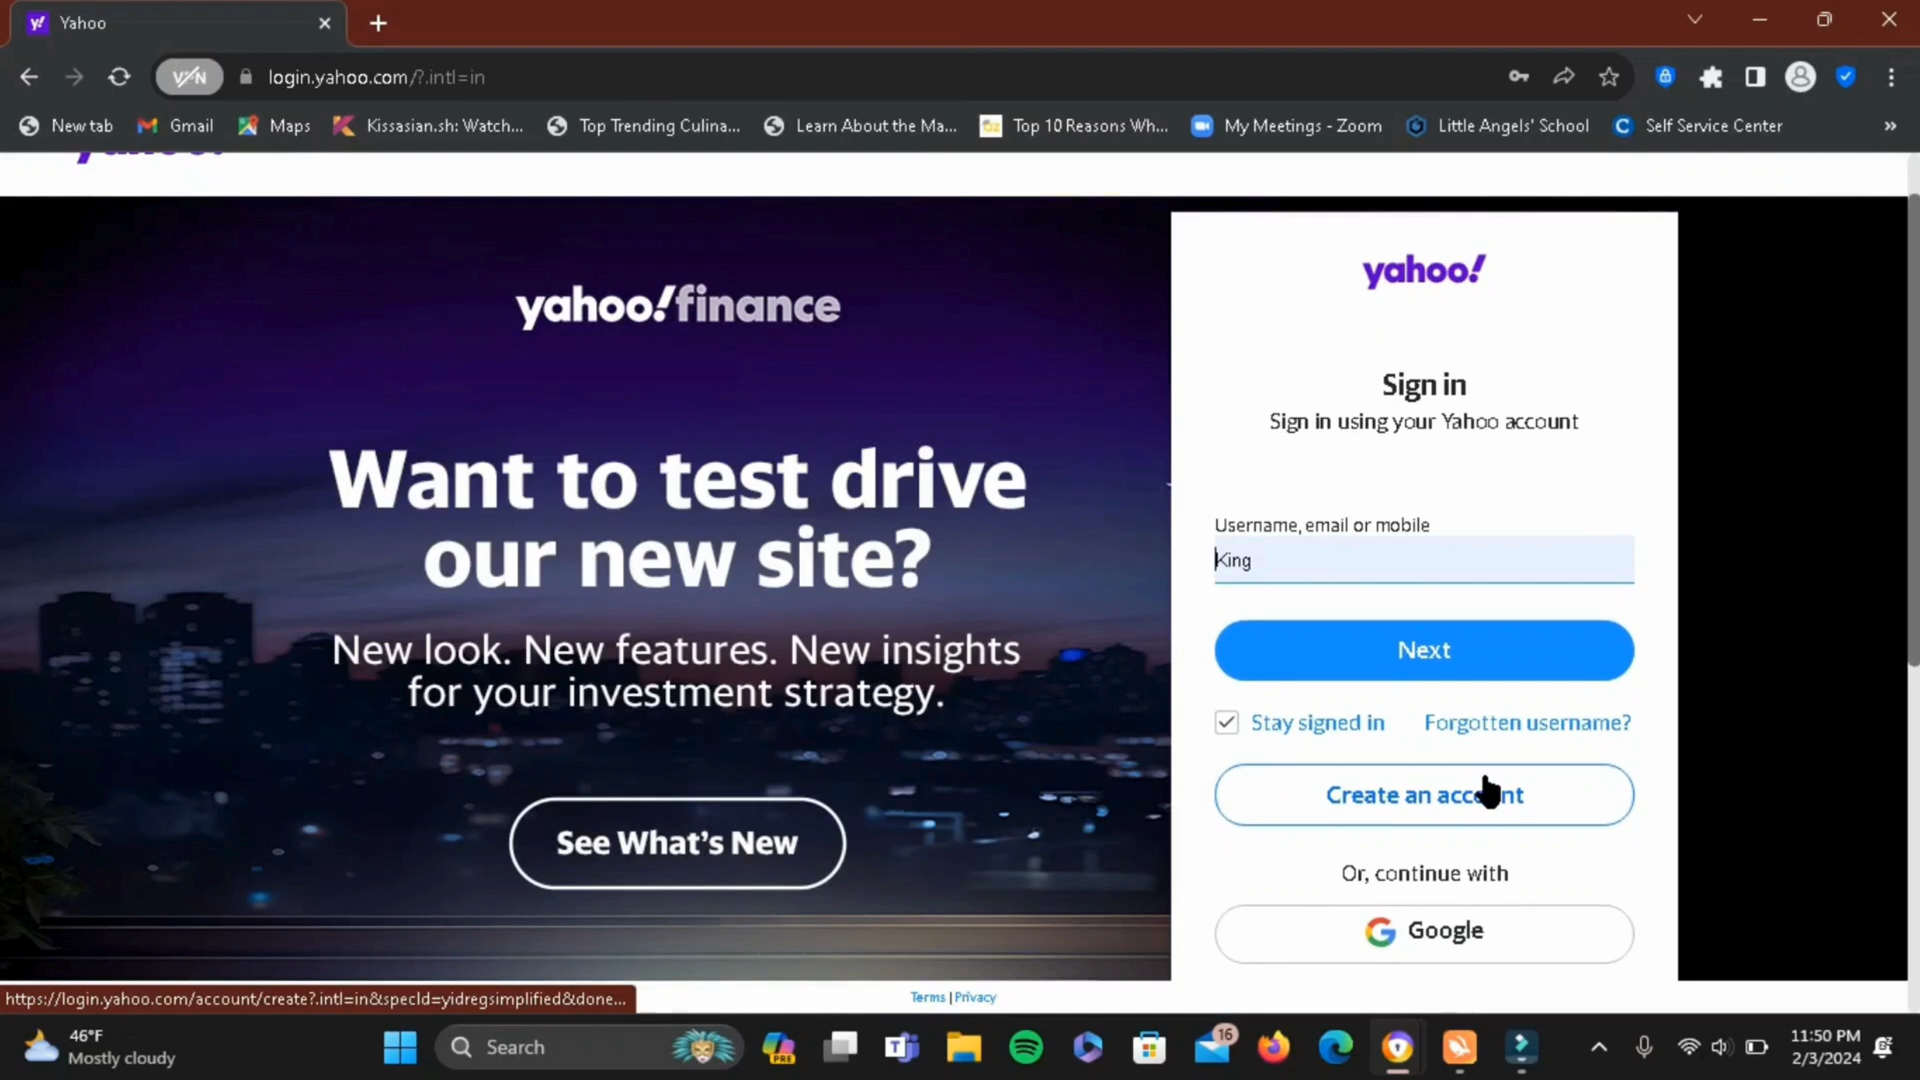 Yahoo
VPN
login.yahoo.com/?.intl=in
New tab
Gmail
Maps
Kissasian.sh: Watch...
Top Trending Culina...
Learn About the Ma...
Top 10 Reasons Wh...
My Meetings - Zoom
Little Angels' School
Self Service Center
yahoo!finance
Want to test drive
our new site?
New look. New features. New insights
for your investment strategy.
See What's New
yahoo!
Sign in
Sign in using your Yahoo account
Username, email or mobile
King
Next
Stay signed in
Forgotten username?
Create an account
Or, continue with
Google
https://login.yahoo.com/account/create?.intl=in&specId=yidregsimplified&done...
Terms | Privacy
46°F
Mostly cloudy
Search
PRE
16
11:50 PM
2/3/2024